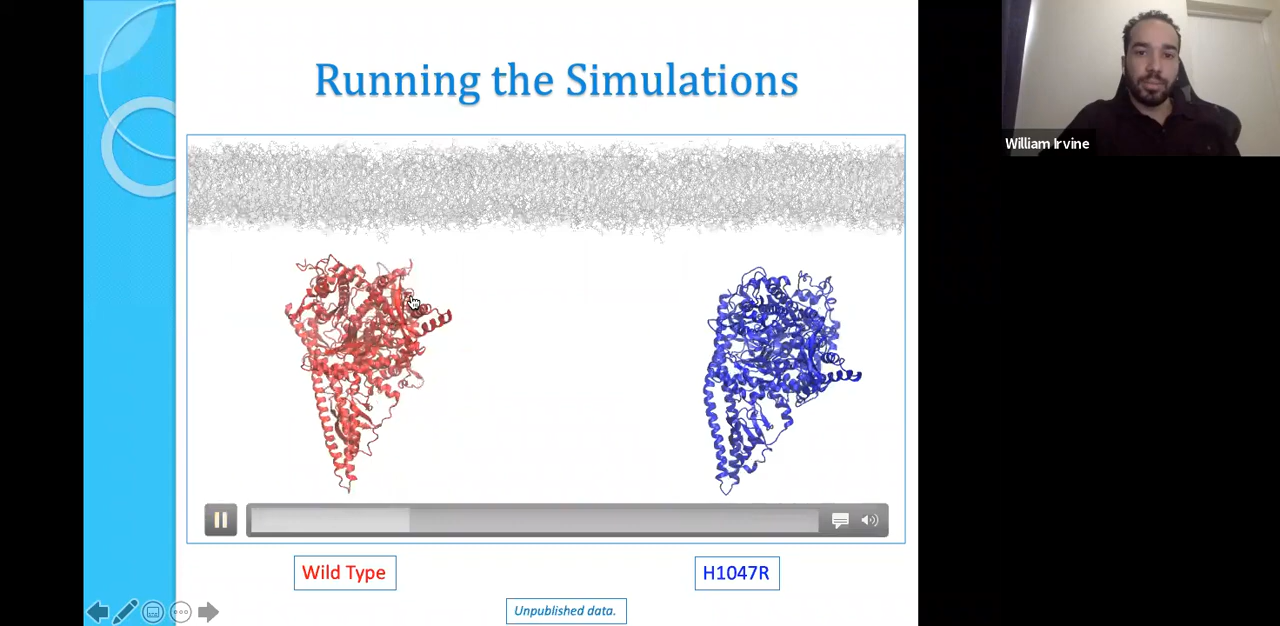 Running the Simulations
William Irvine
Wild Type
H1047R
Unpublished data.